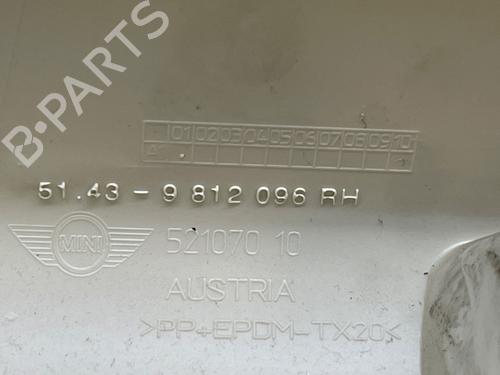 B-PARTS
01 02 03 04 05 06 07 08 09 10
A
51.43 - 9 812 096 RH
MINI 521070 10
AUSTRIA
>PP+EPDM-TX20<